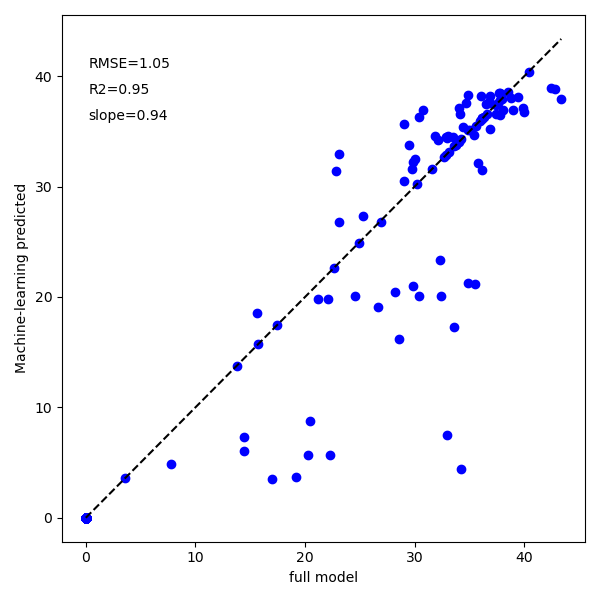 RMSE=1.05
R2=0.95
slope=0.94
Machine-learning predicted
40
30
20
10
0
0 10 20 30 40
full model